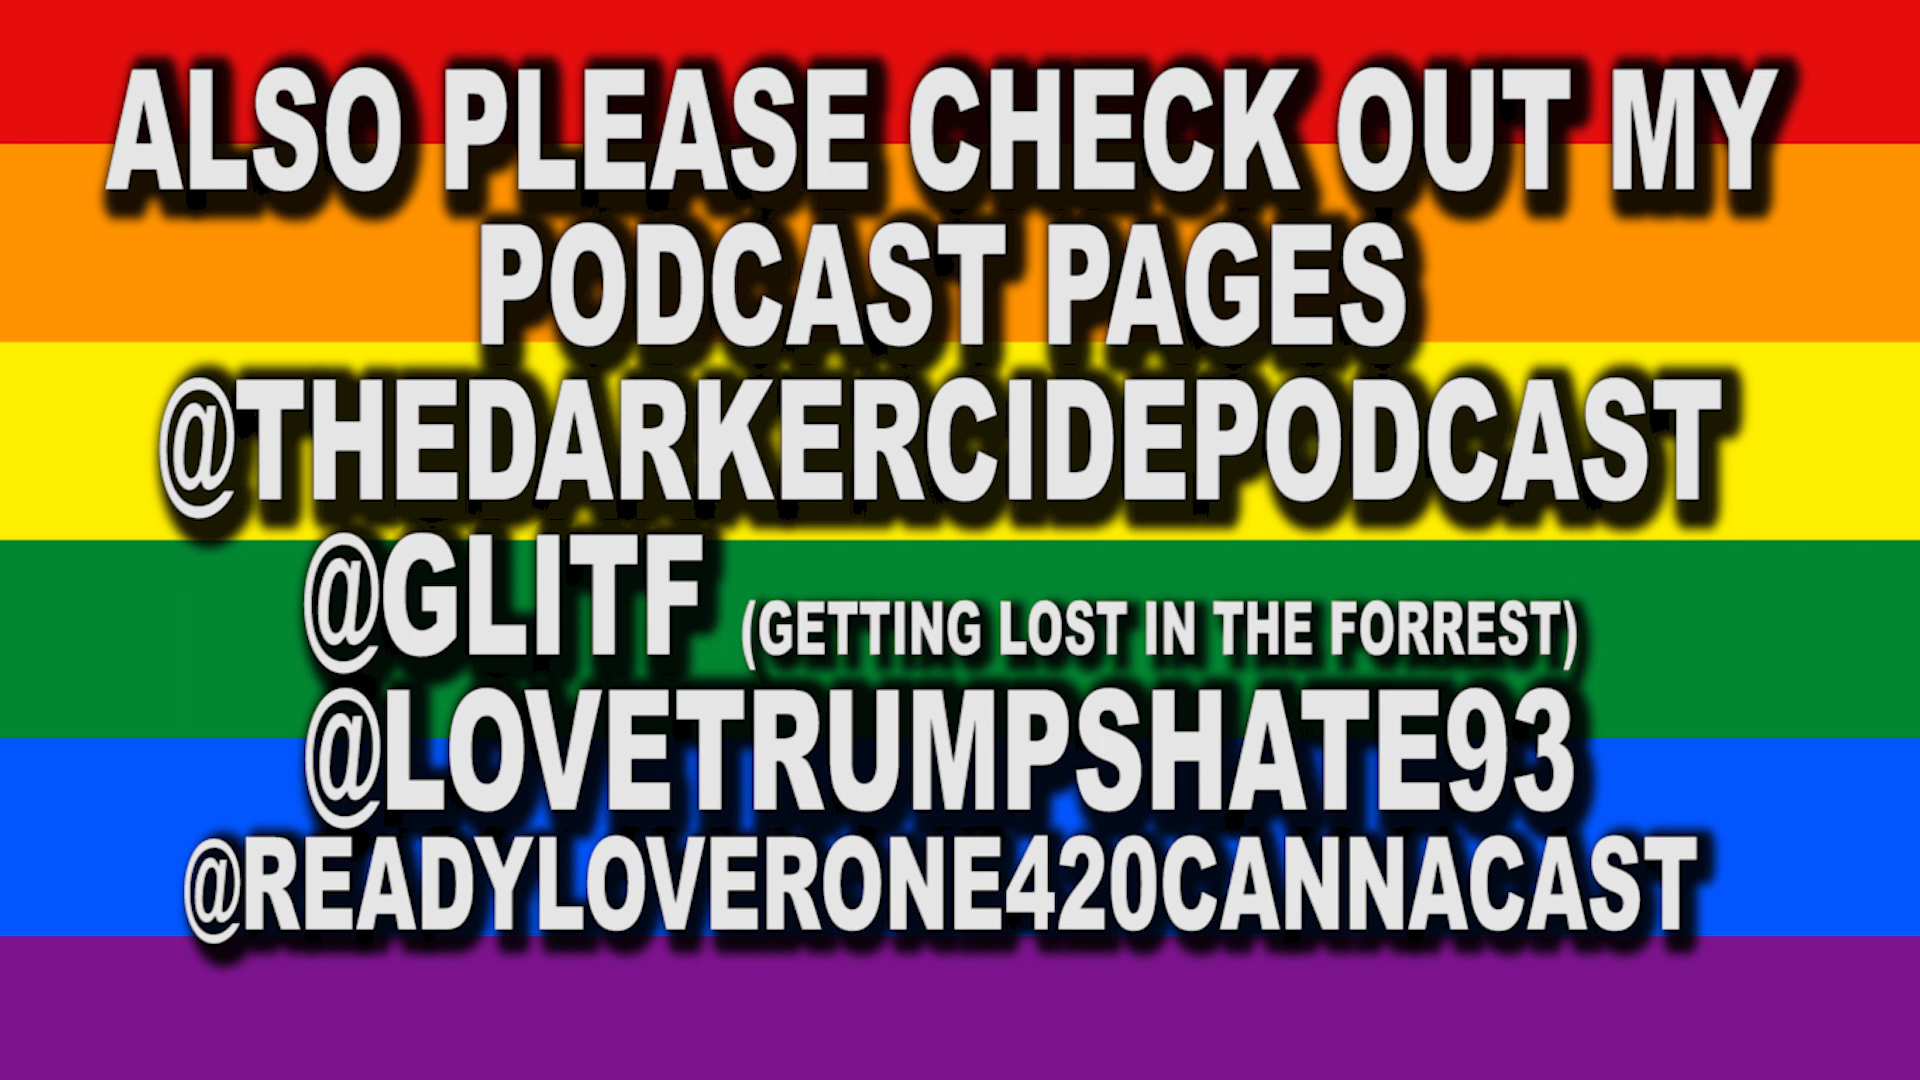 ALSO PLEASE CHECK OUT MY
PODCAST PAGES
@THEDARKERCIDEPODCAST
@GLITF (GETTING LOST IN THE FORREST)
@LOVETRUMPSHATE93
@READYLOVERONE420CANNACAST